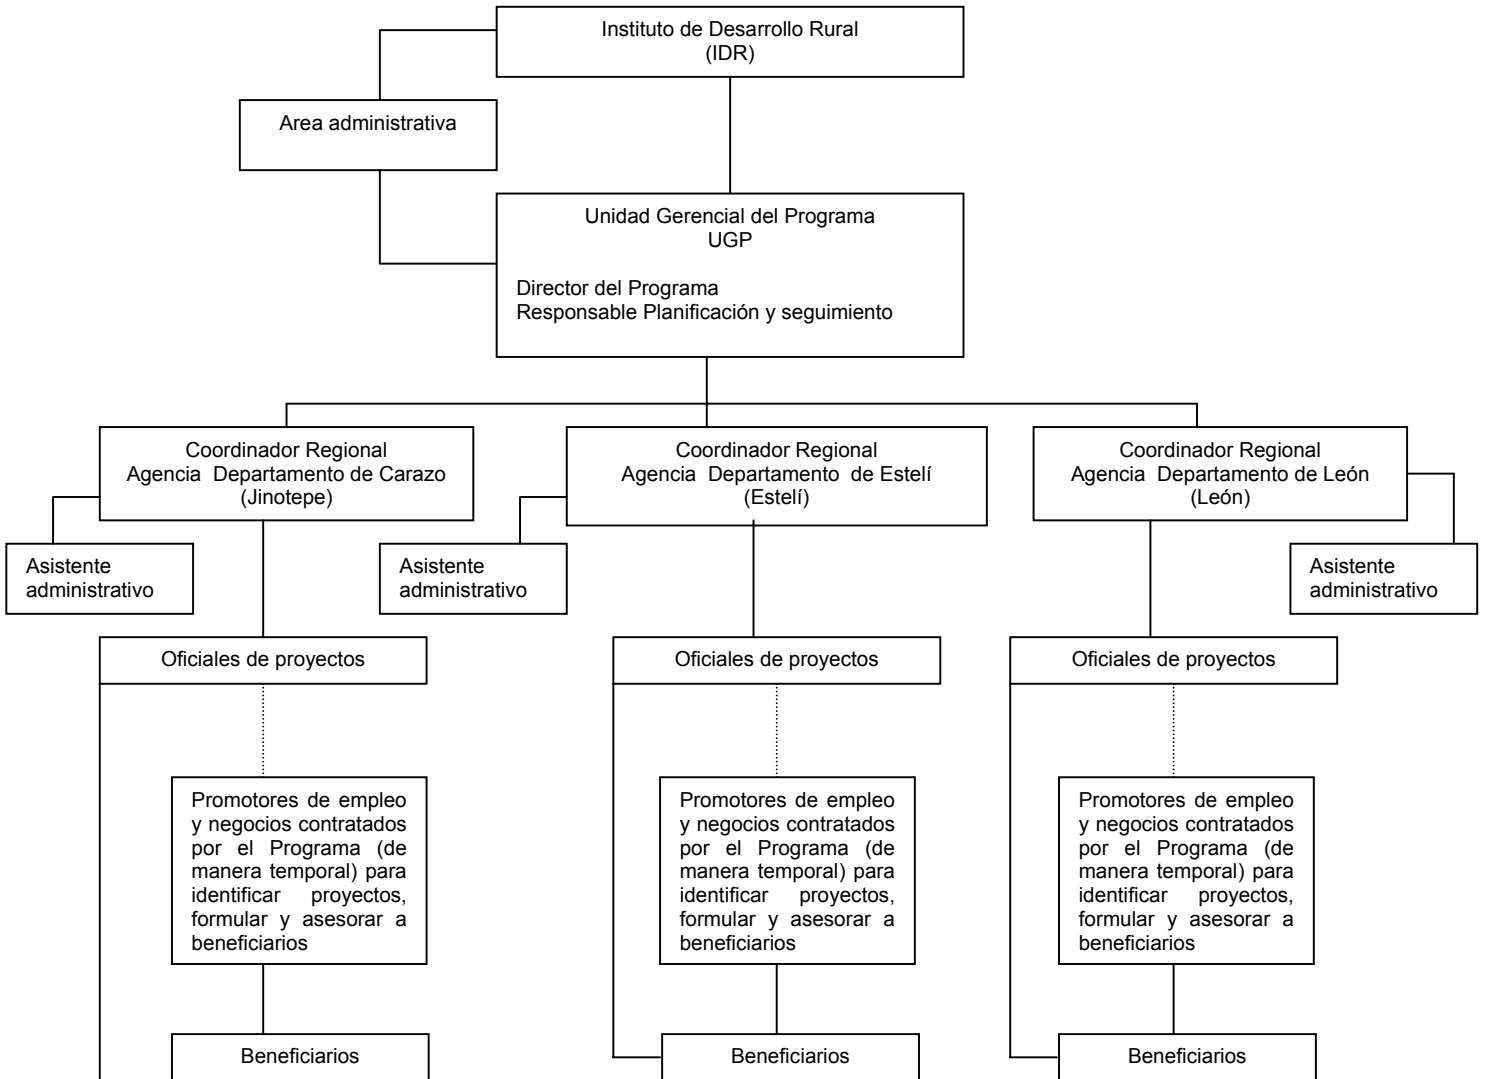 Instituto de Desarrollo Rural
(IDR)
Area administrativa
Unidad Gerencial del Programa
UGP
Director del Programa
Responsable Planificación y seguimiento
Coordinador Regional
Agencia Departamento de Carazo
(Jinotepe)
Coordinador Regional
Agencia Departamento de Estelí
(Estelí)
Coordinador Regional
Agencia Departamento de León
(León)
Asistente
administrativo
Asistente
administrativo
Asistente
administrativo
Oficiales de proyectos
Oficiales de proyectos
Oficiales de proyectos
Promotores de empleo
y negocios contratados
por el Programa (de
manera temporal) para
identificar proyectos,
formular y asesorar a
beneficiarios
Promotores de empleo
y negocios contratados
por el Programa (de
manera temporal) para
identificar proyectos,
formular y asesorar a
beneficiarios
Promotores de empleo
y negocios contratados
por el Programa (de
manera temporal) para
identificar proyectos,
formular y asesorar a
beneficiarios
Beneficiarios
Beneficiarios
Beneficiarios